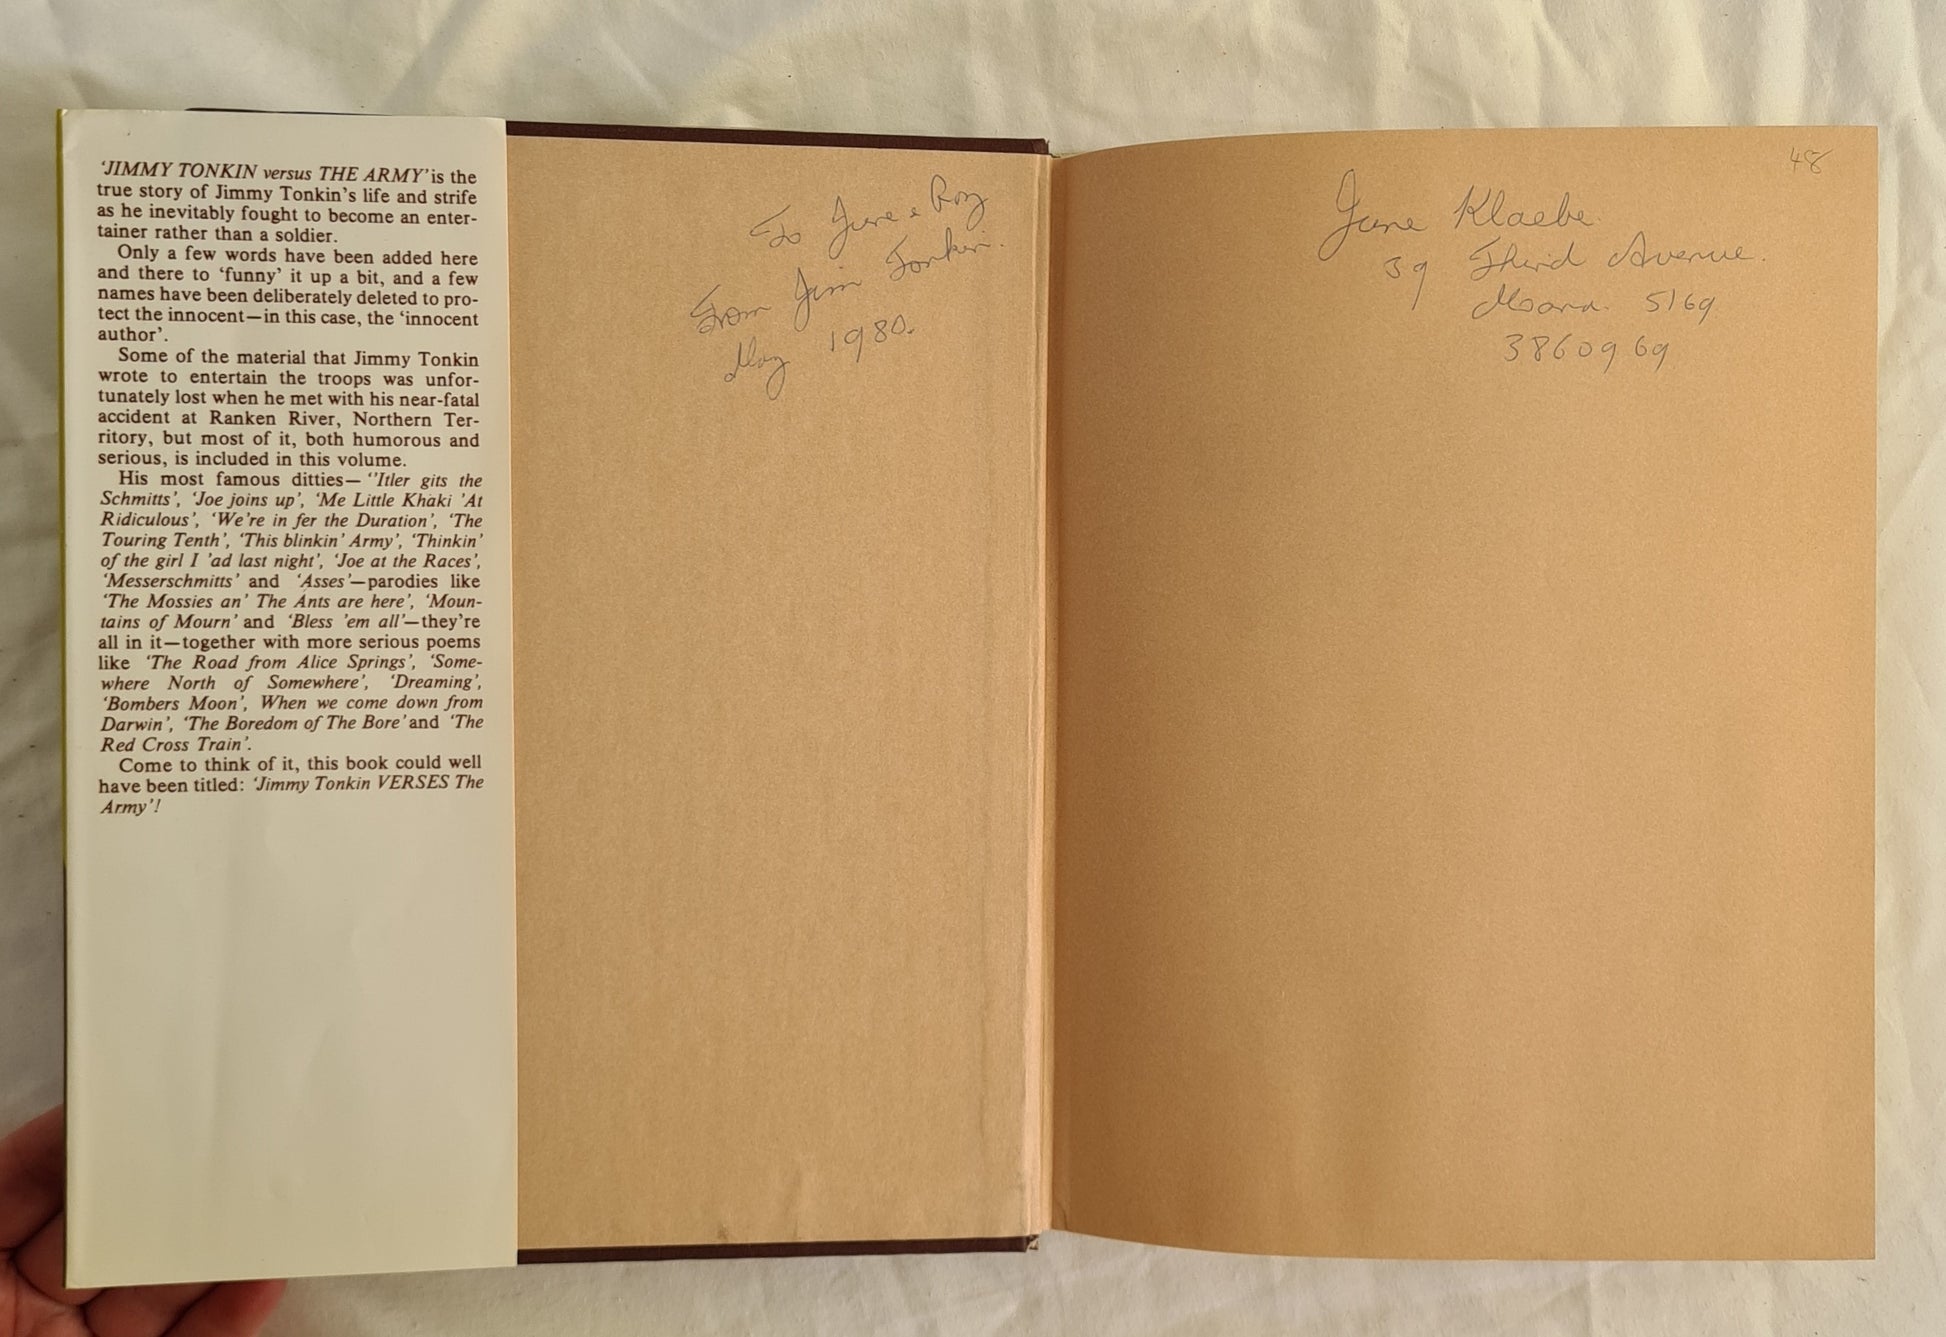 ‘JIMMY TONKIN versus THE ARMY’ is the
true story of Jimmy Tonkin’s life and strife
as he inevitably fought to become an enter-
tainer rather than a soldier.
Only a few words have been added here
and there to ‘funny’ it up a bit, and a few
names have been deliberately deleted to pro-
tect the innocent—in this case, the ‘innocent
author’.
Some of the material that Jimmy Tonkin
wrote to entertain the troops was unfor-
tunately lost when he met with his near-fatal
accident at Ranken River, Northern Ter-
ritory, but most of it, both humorous and
serious, is included in this volume.
His most famous ditties— ‘’Itler gits the
Schmitts’, ‘Joe joins up’, ‘Me Little Khaki ’At
Ridiculous’, ‘We’re in fer the Duration’, ‘The
Touring Tenth’, ‘This blinkin’ Army’, ‘Thinkin’
of the girl I ’ad last night’, ‘Joe at the Races’,
‘Messerschmitts’ and ‘Asses’—parodies like
‘The Mossies an’ The Ants are here’, ‘Moun-
tains of Mourn’ and ‘Bless ’em all’—they’re
all in it—together with more serious poems
like ‘The Road from Alice Springs’, ‘Some-
where North of Somewhere’, ‘Dreaming’,
‘Bombers Moon’, When we come down from
Darwin’, ‘The Boredom of The Bore’ and ‘The
Red Cross Train’.
Come to think of it, this book could well
have been titled: ‘Jimmy Tonkin VERSES The
Army’!
To June & Roy
From Jim Tonkin.
May 1980.
48
June Klaebe.
39 Third Avenue.
Moana. 5169
3860969